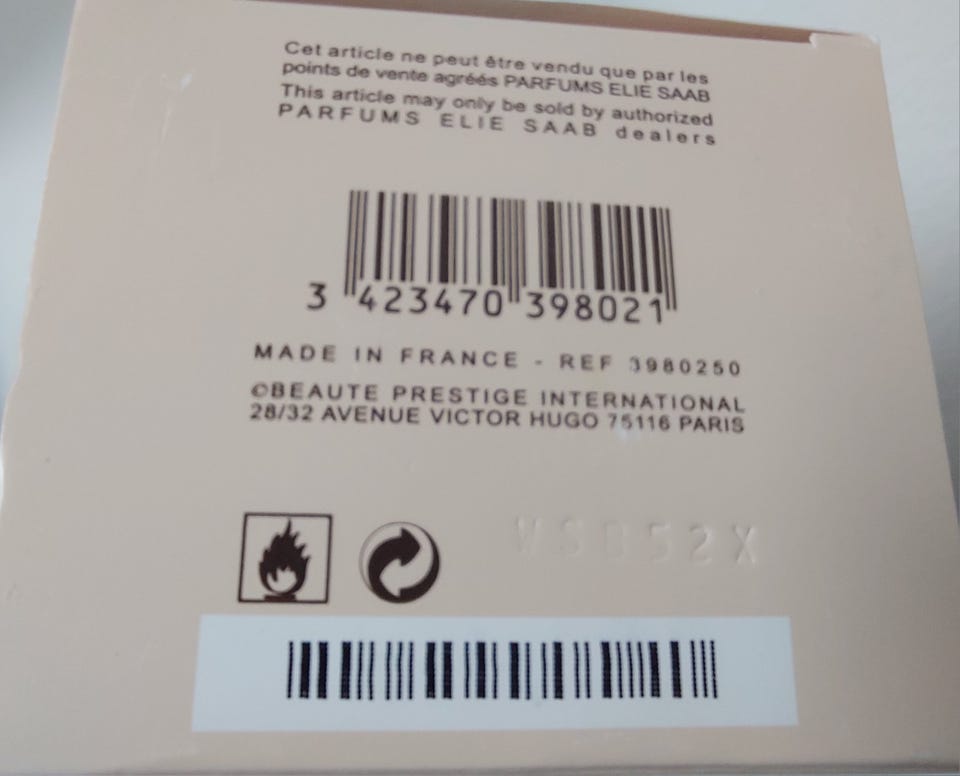 Cet article ne peut être vendu que par les
points de vente agréés PARFUMS ELIE SAAB
This article may only be sold by authorized
PARFUMS ELIE SAAB dealers
3 423470 398021
MADE IN FRANCE - REF 3980250
©BEAUTE PRESTIGE INTERNATIONAL
28/32 AVENUE VICTOR HUGO 75116 PARIS